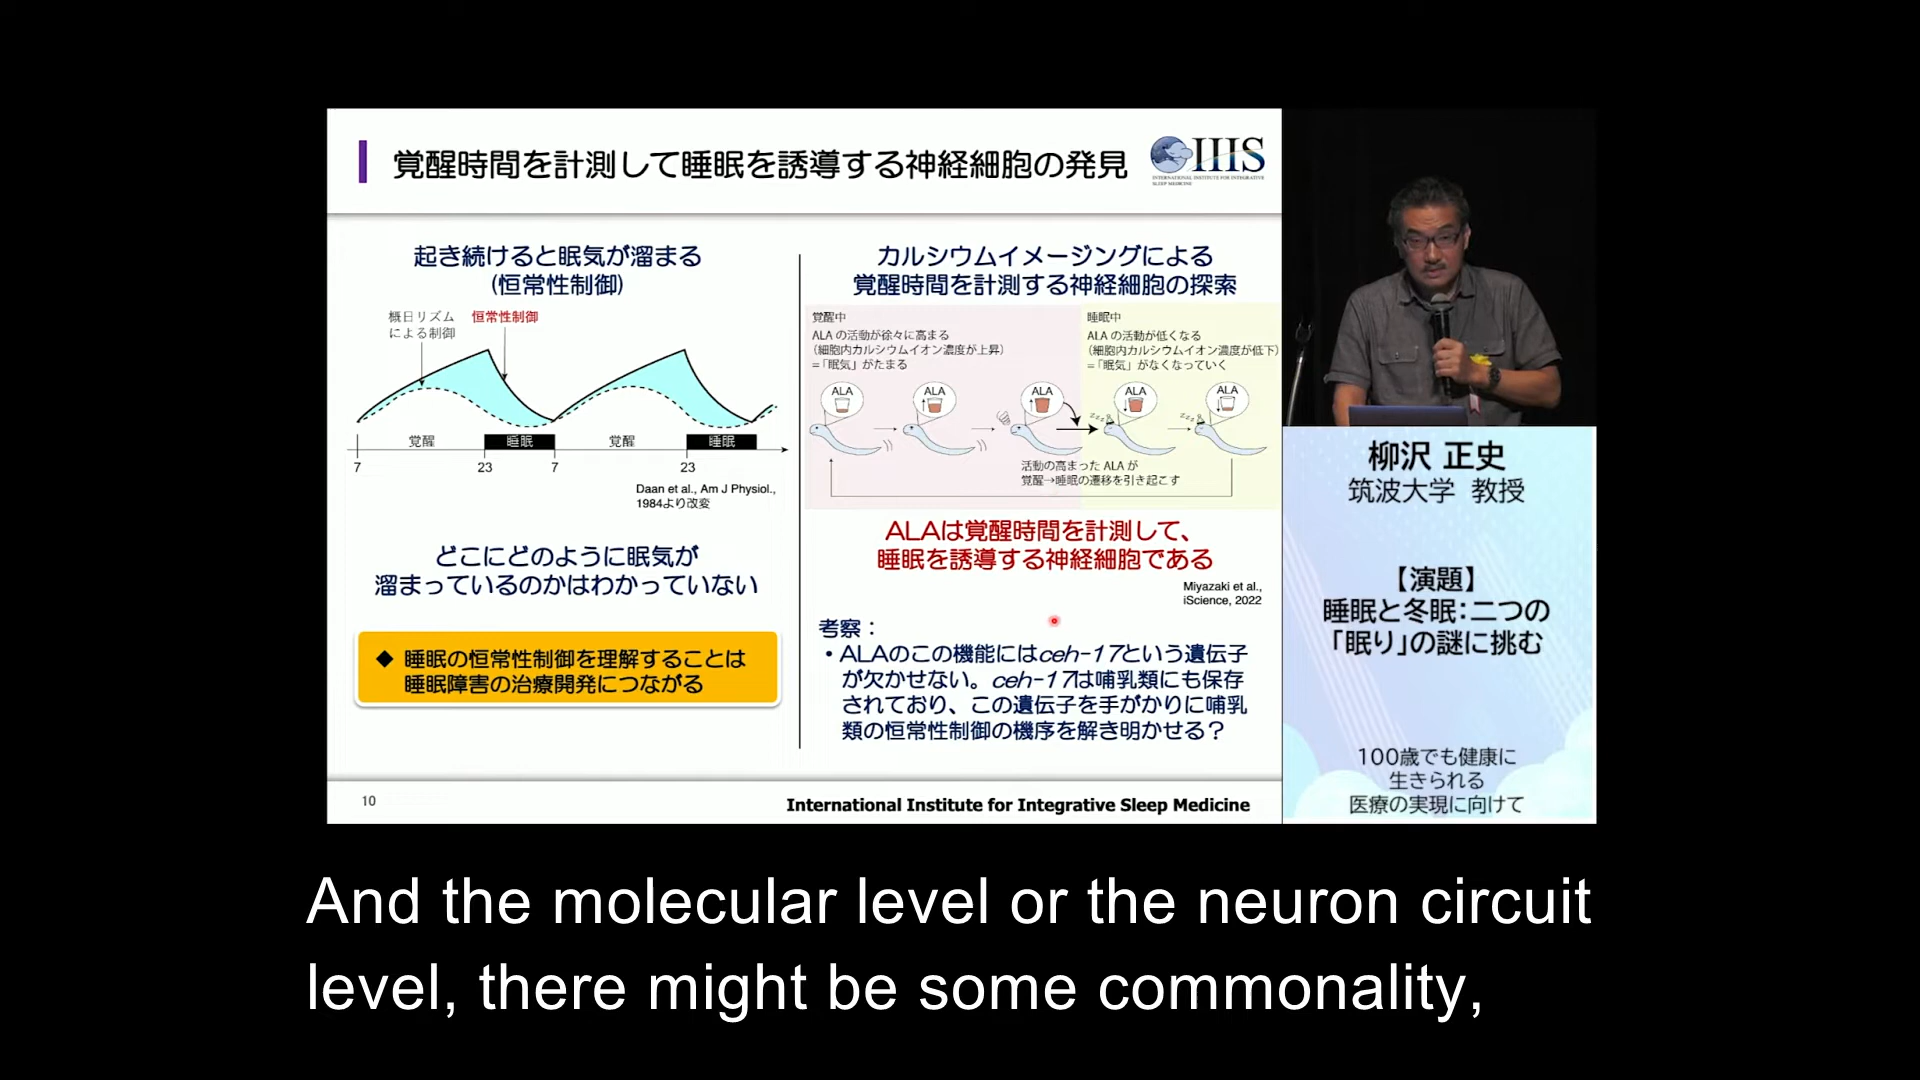 覚醒時間を計測して睡眠を誘導する神経細胞の発見
IIIS
INTERNATIONAL INSTITUTE FOR INTEGRATIVE
SLEEP MEDICINE
起き続けると眠気が溜まる
(恒常性制御)
概日リズム
による制御
恒常性制御
覚醒
睡眠
覚醒
睡眠
7
23
7
23
Daan et al., Am J Physiol.,
1984より改変
どこにどのように眠気が
溜まっているのかはわかっていない
◆ 睡眠の恒常性制御を理解することは
睡眠障害の治療開発につながる
カルシウムイメージングによる
覚醒時間を計測する神経細胞の探索
覚醒中
ALA の活動が徐々に高まる
（細胞内カルシウムイオン濃度が上昇）
=「眠気」がたまる
睡眠中
ALA の活動が低くなる
（細胞内カルシウムイオン濃度が低下）
=「眠気」がなくなっていく
ALA
ALA
ALA
ALA
ALA
zzz
zzz
活動の高まった ALA が
覚醒→睡眠の遷移を引き起こす
ALAは覚醒時間を計測して、
睡眠を誘導する神経細胞である
Miyazaki et al.,
iScience, 2022
考察：
・ALAのこの機能にはceh-17という遺伝子
が欠かせない。ceh-17は哺乳類にも保存
されており、この遺伝子を手がかりに哺乳
類の恒常性制御の機序を解き明かせる？
10
International Institute for Integrative Sleep Medicine
柳沢 正史
筑波大学 教授
【演題】
睡眠と冬眠：二つの
「眠り」の謎に挑む
100歳でも健康に
生きられる
医療の実現に向けて
And the molecular level or the neuron circuit
level, there might be some commonality,